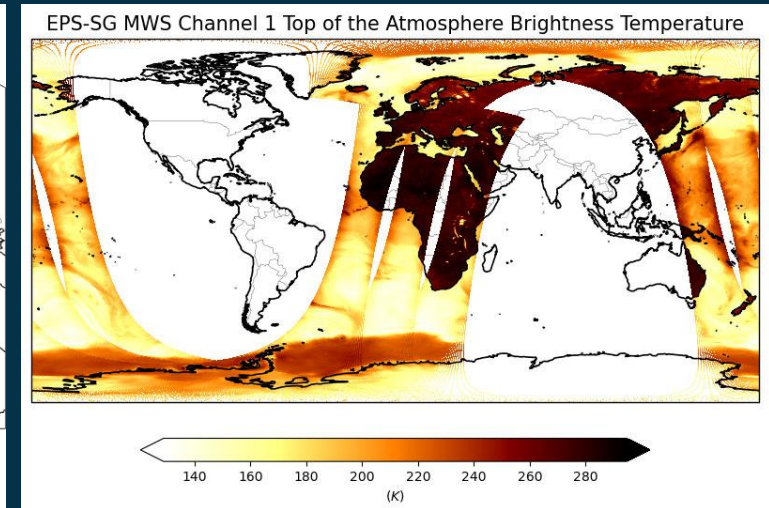 EPS-SG MWS Channel 1 Top of the Atmosphere Brightness Temperature
140 160 180 200 220 240 260 280
(K)